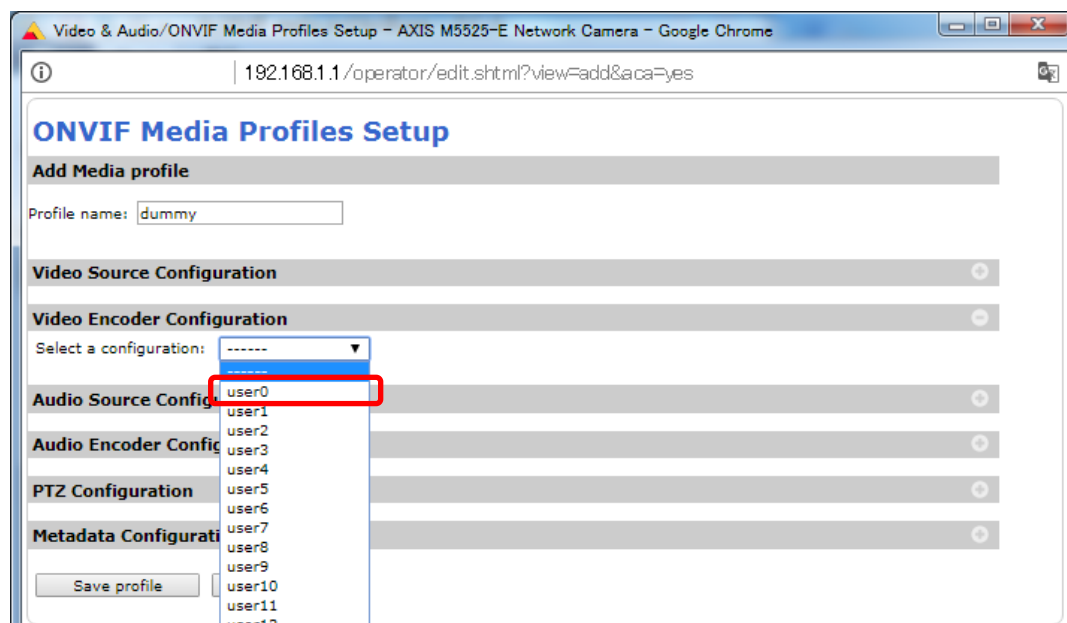 Video & Audio/ONVIF Media Profiles Setup - AXIS M5525-E Network Camera - Google Chrome
192.168.1.1/operator/edit.shtml?view=add&aca=yes
ONVIF Media Profiles Setup
Add Media profile
Profile name: dummy
Video Source Configuration
Video Encoder Configuration
Select a configuration: ------
------
user0
Audio Source Config
user1
user2
Audio Encoder Config
user3
user4
PTZ Configuration
user5
user6
user7
Metadata Configurati
user8
user9
Save profile
user10
user11